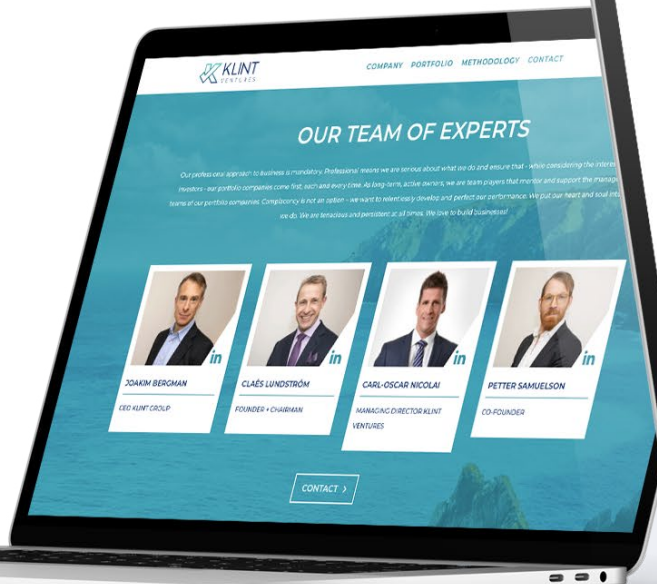 KLINT
VENTURES
COMPANY PORTFOLIO METHODOLOGY CONTACT
OUR TEAM OF EXPERTS
Our professional approach to business is mandatory. Professional means we are serious about what we do and ensure that - while considering the interes
investors - our portfolio companies come first, each and every time. As long-term, active owners, we are team players that mentor and support the manage
teams at our portfolio companies. Complacency is not an option - we want to relentlessly develop and perfect our performance. We put our heart and soul into
we do. We are tenacious and persistent at all times. We love to build businesses!
in in in in
JOAKIM BERGMAN CLAËS LUNDSTRÖM CARL-OSCAR NICOLAI PETTER SAMUELSON
CEO KLINT GROUP FOUNDER + CHAIRMAN MANAGING DIRECTOR KLINT CO-FOUNDER
VENTURES
CONTACT >